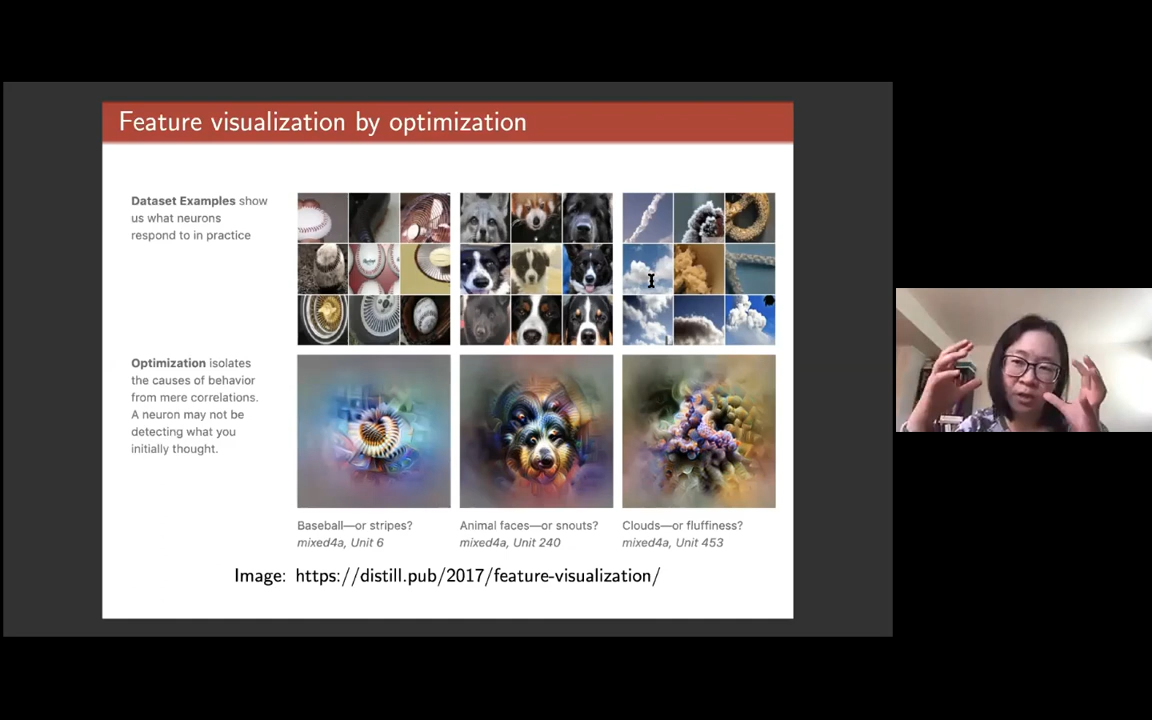 Feature visualization by optimization
Dataset Examples show
us what neurons
respond to in practice
Optimization isolates
the causes of behavior
from mere correlations.
A neuron may not be
detecting what you
initially thought.
Baseball—or stripes?
mixed4a, Unit 6
Animal faces—or snouts?
mixed4a, Unit 240
Clouds—or fluffiness?
mixed4a, Unit 453
Image: https://distill.pub/2017/feature-visualization/